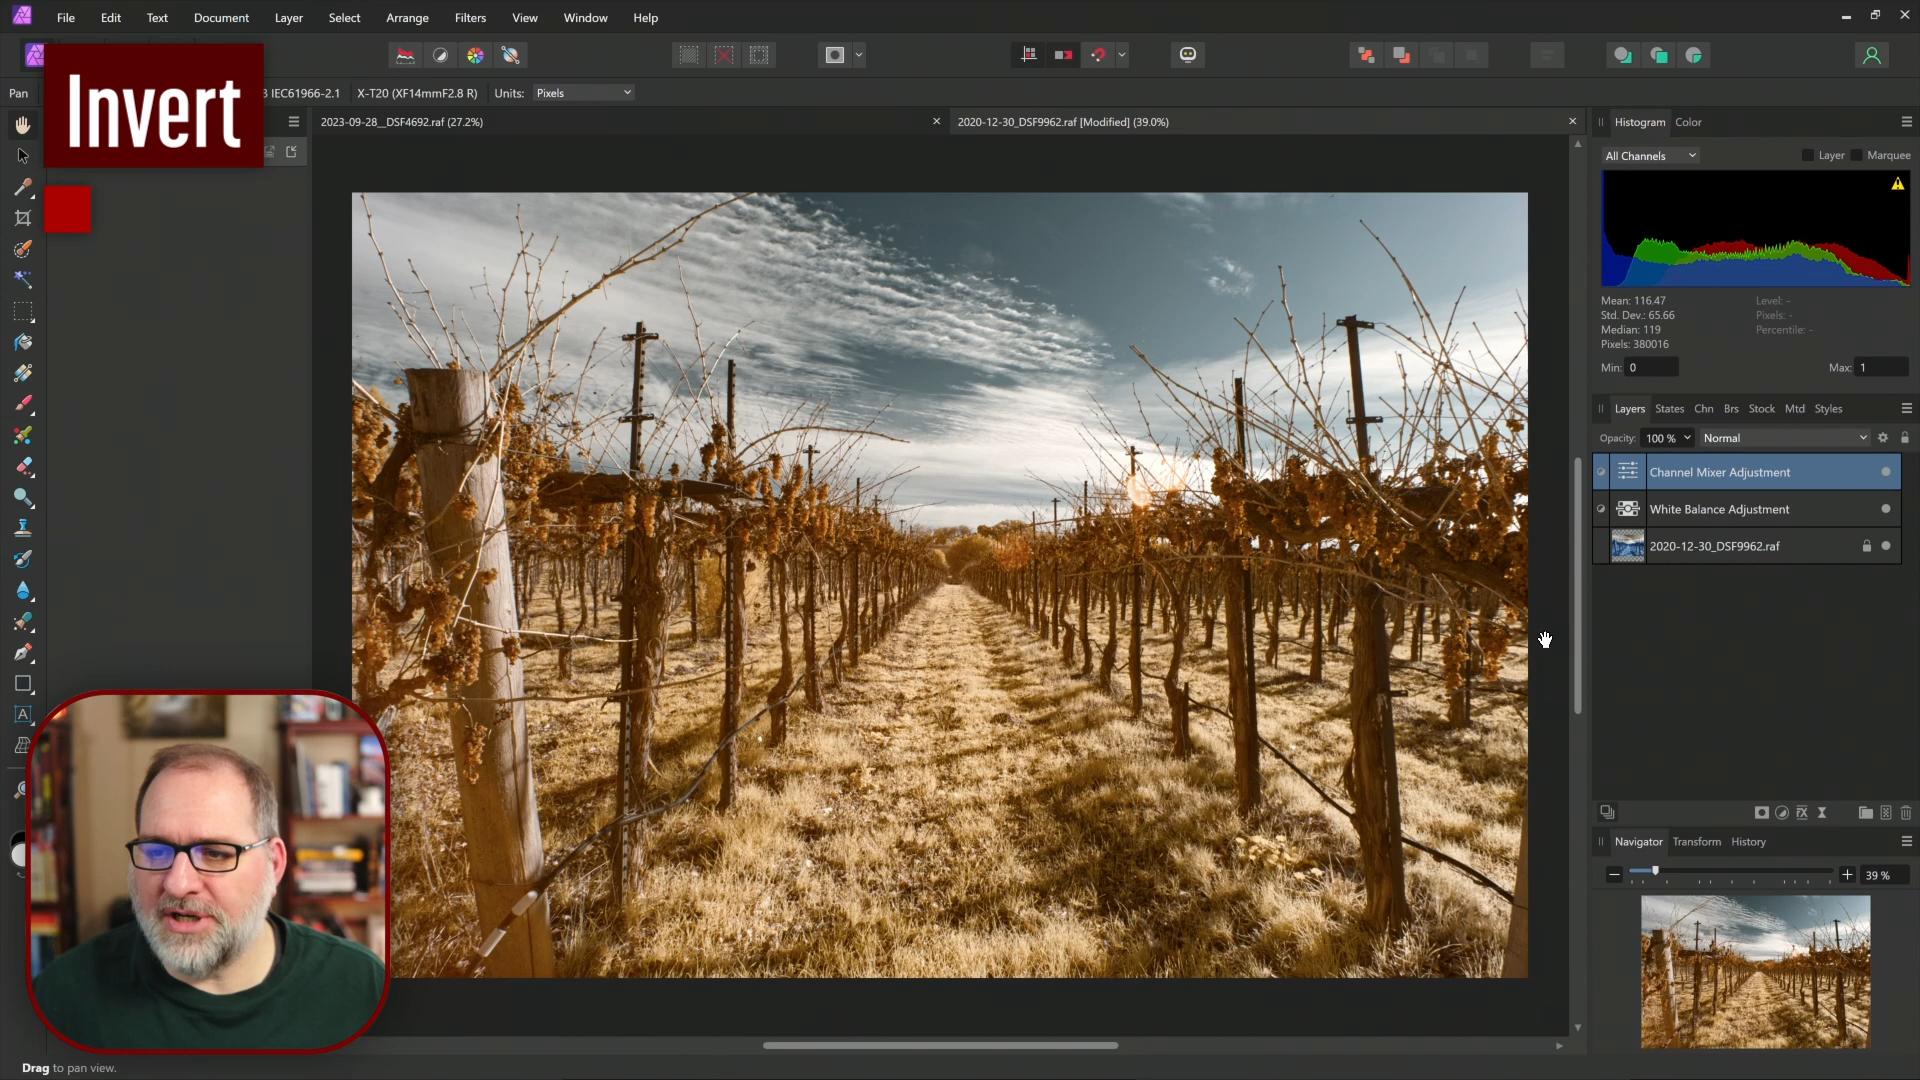 File Edit Text Document Layer Select Arrange Filters View Window Help
Invert
Pan
3 IEC61966-2.1 X-T20 (XF14mmF2.8 R) Units: Pixels
2023-09-28__DSF4692.raf (27.2%)
2020-12-30_DSF9962.raf [Modified] (39.0%)
Histogram Color
All Channels Layer Marquee
Mean: 116.47 Level: -
Std. Dev.: 65.66 Pixels: -
Median: 119 Percentile: -
Pixels: 380016
Min: 0 Max: 1
Layers States Chn Brs Stock Mtd Styles
Opacity: 100 % Normal
Channel Mixer Adjustment
White Balance Adjustment
2020-12-30_DSF9962.raf
Navigator Transform History
39 %
Drag to pan view.